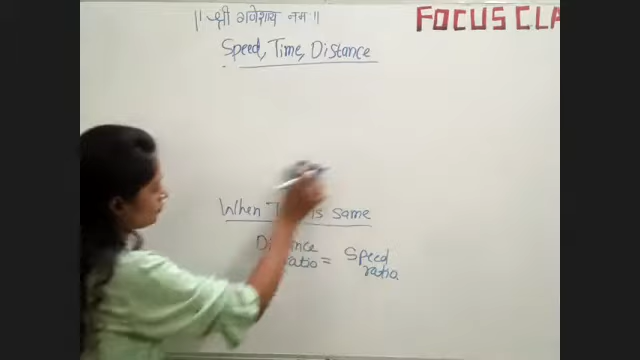 || श्री गणेशाय नमः ||
FOCUS CLA
Speed, Time, Distance
When is same
ratio = Speed
ratio